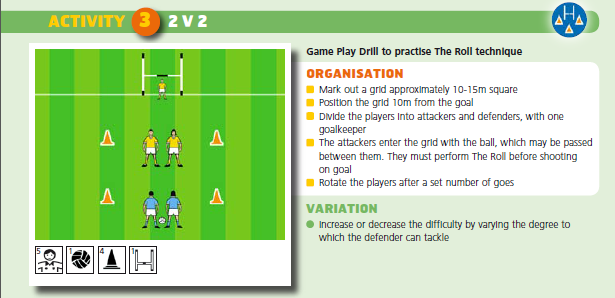 ACTIVITY 3 2 V 2
Game Play Drill to practise The Roll technique
ORGANISATION
Mark out a grid approximately 10-15m square
Position the grid 10m from the goal
Divide the players into attackers and defenders, with one
goalkeeper
The attackers enter the grid with the ball, which may be passed
between them. They must perform The Roll before shooting
on goal
Rotate the players after a set number of goes
VARIATION
Increase or decrease the difficulty by varying the degree to
which the defender can tackle
5 1 4 1